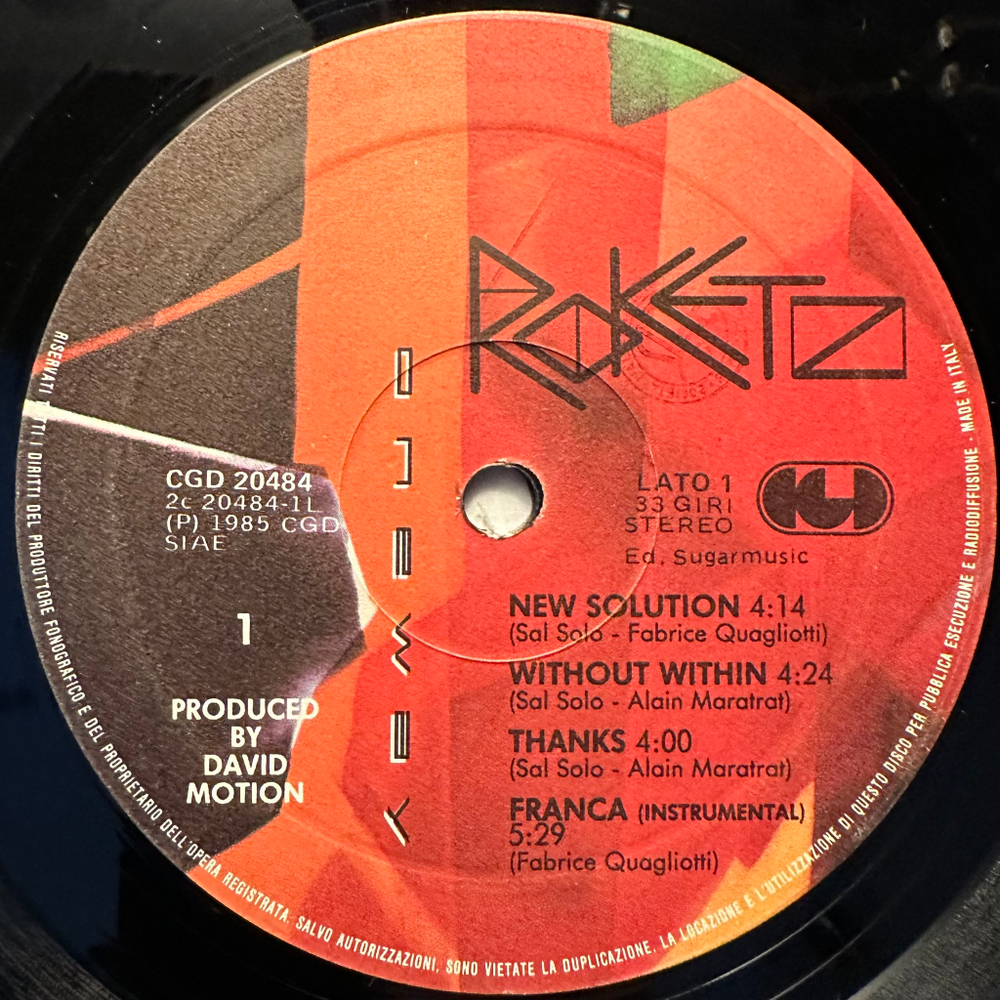 ROKETZ
ONE WAY
CGD 20484
2c 20484-1L
(P) 1985 CGD
SIAE
1
PRODUCED
BY
DAVID
MOTION
LATO 1
33 GIRI
STEREO
Ed. Sugarmusic
NEW SOLUTION 4:14
(Sal Solo - Fabrice Quagliotti)
WITHOUT WITHIN 4:24
(Sal Solo - Alain Maratrat)
THANKS 4:00
(Sal Solo - Alain Maratrat)
FRANCA (INSTRUMENTAL)
5:29
(Fabrice Quagliotti)
RISERVATI TUTTI I DIRITTI DEL PRODUTTORE FONOGRAFICO E DEL PROPRIETARIO DELL'OPERA REGISTRATA. SALVO AUTORIZZAZIONI, SONO VIETATE LA DUPLICAZIONE, LA LOCAZIONE E L'UTILIZZAZIONE DI QUESTO DISCO PER PUBBLICA ESECUZIONE E RADIODIFFUSIONE - MADE IN ITALY